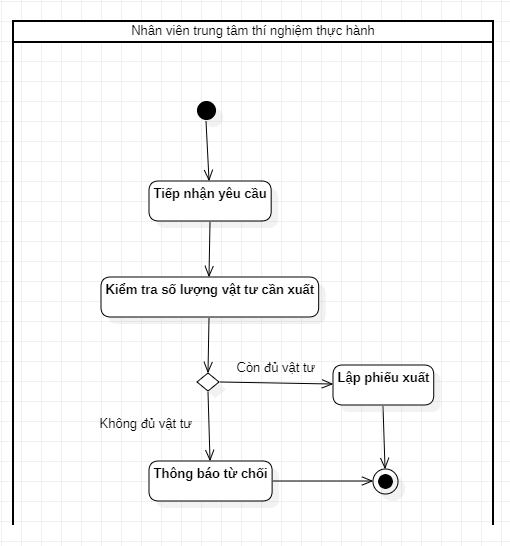 Nhân viên trung tâm thí nghiệm thực hành
Tiếp nhận yêu cầu
Kiểm tra số lượng vật tư cần xuất
Còn đủ vật tư
Lập phiếu xuất
Không đủ vật tư
Thông báo từ chối